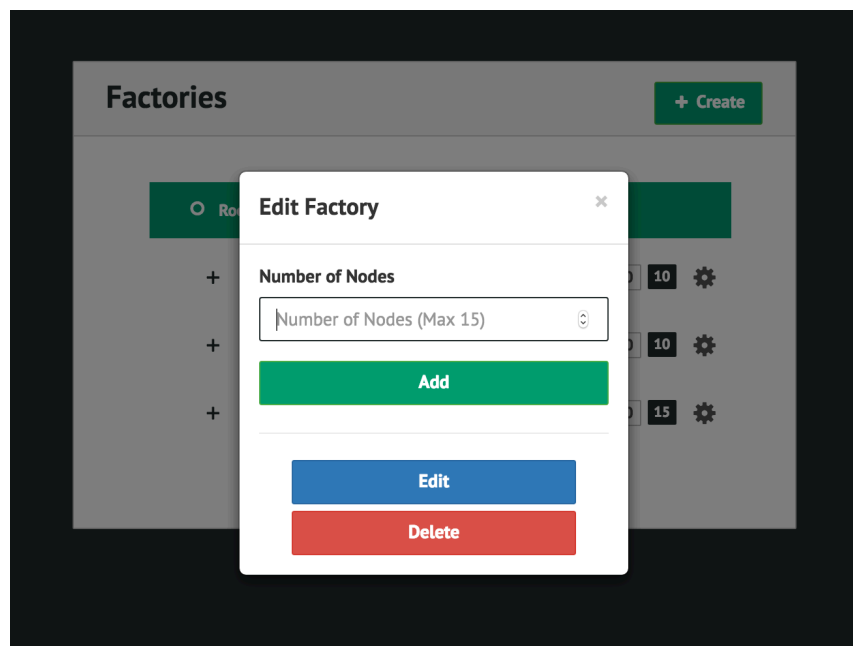 Factories
+ Create
Edit Factory
×
Number of Nodes
+
10
Number of Nodes (Max 15)
+
10
Add
+
15
Edit
Delete